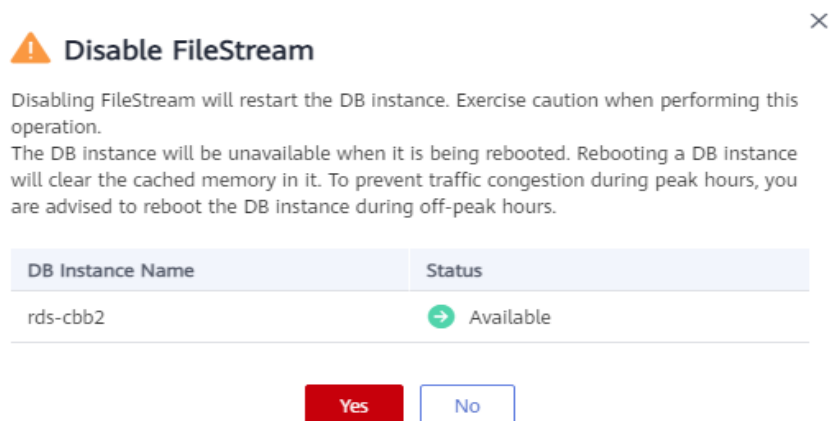 Disable FileStream
Disabling FileStream will restart the DB instance. Exercise caution when performing this
operation.
The DB instance will be unavailable when it is being rebooted. Rebooting a DB instance
will clear the cached memory in it. To prevent traffic congestion during peak hours, you
are advised to reboot the DB instance during off-peak hours.
DB Instance Name Status
rds-cbb2 Available
Yes No